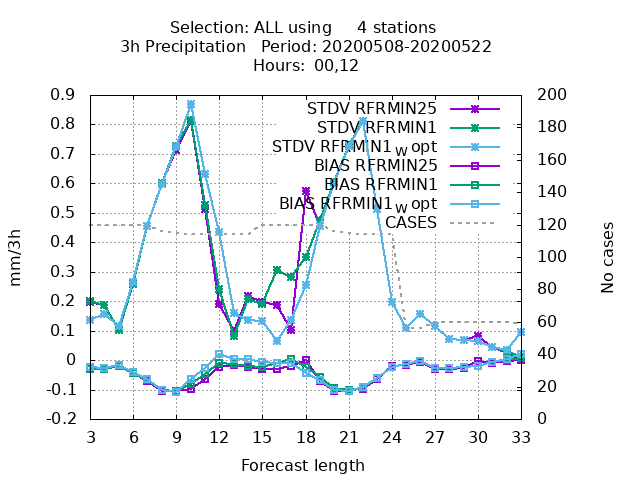 Selection: ALL using 4 stations
3h Precipitation Period: 20200508-20200522
Hours: 00,12
0.9
0.8
0.7
0.6
0.5
0.4
0.3
0.2
0.1
0
-0.1
-0.2
mm/3h
STDV RFRMIN25
STDV RFRMIN1
STDV RFRMIN1W opt
BIAS RFRMIN25
BIAS RFRMIN1
BIAS RFRMIN1W opt
CASES
200
180
160
140
120
100
80
60
40
20
0
No cases
3 6 9 12 15 18 21 24 27 30 33
Forecast length